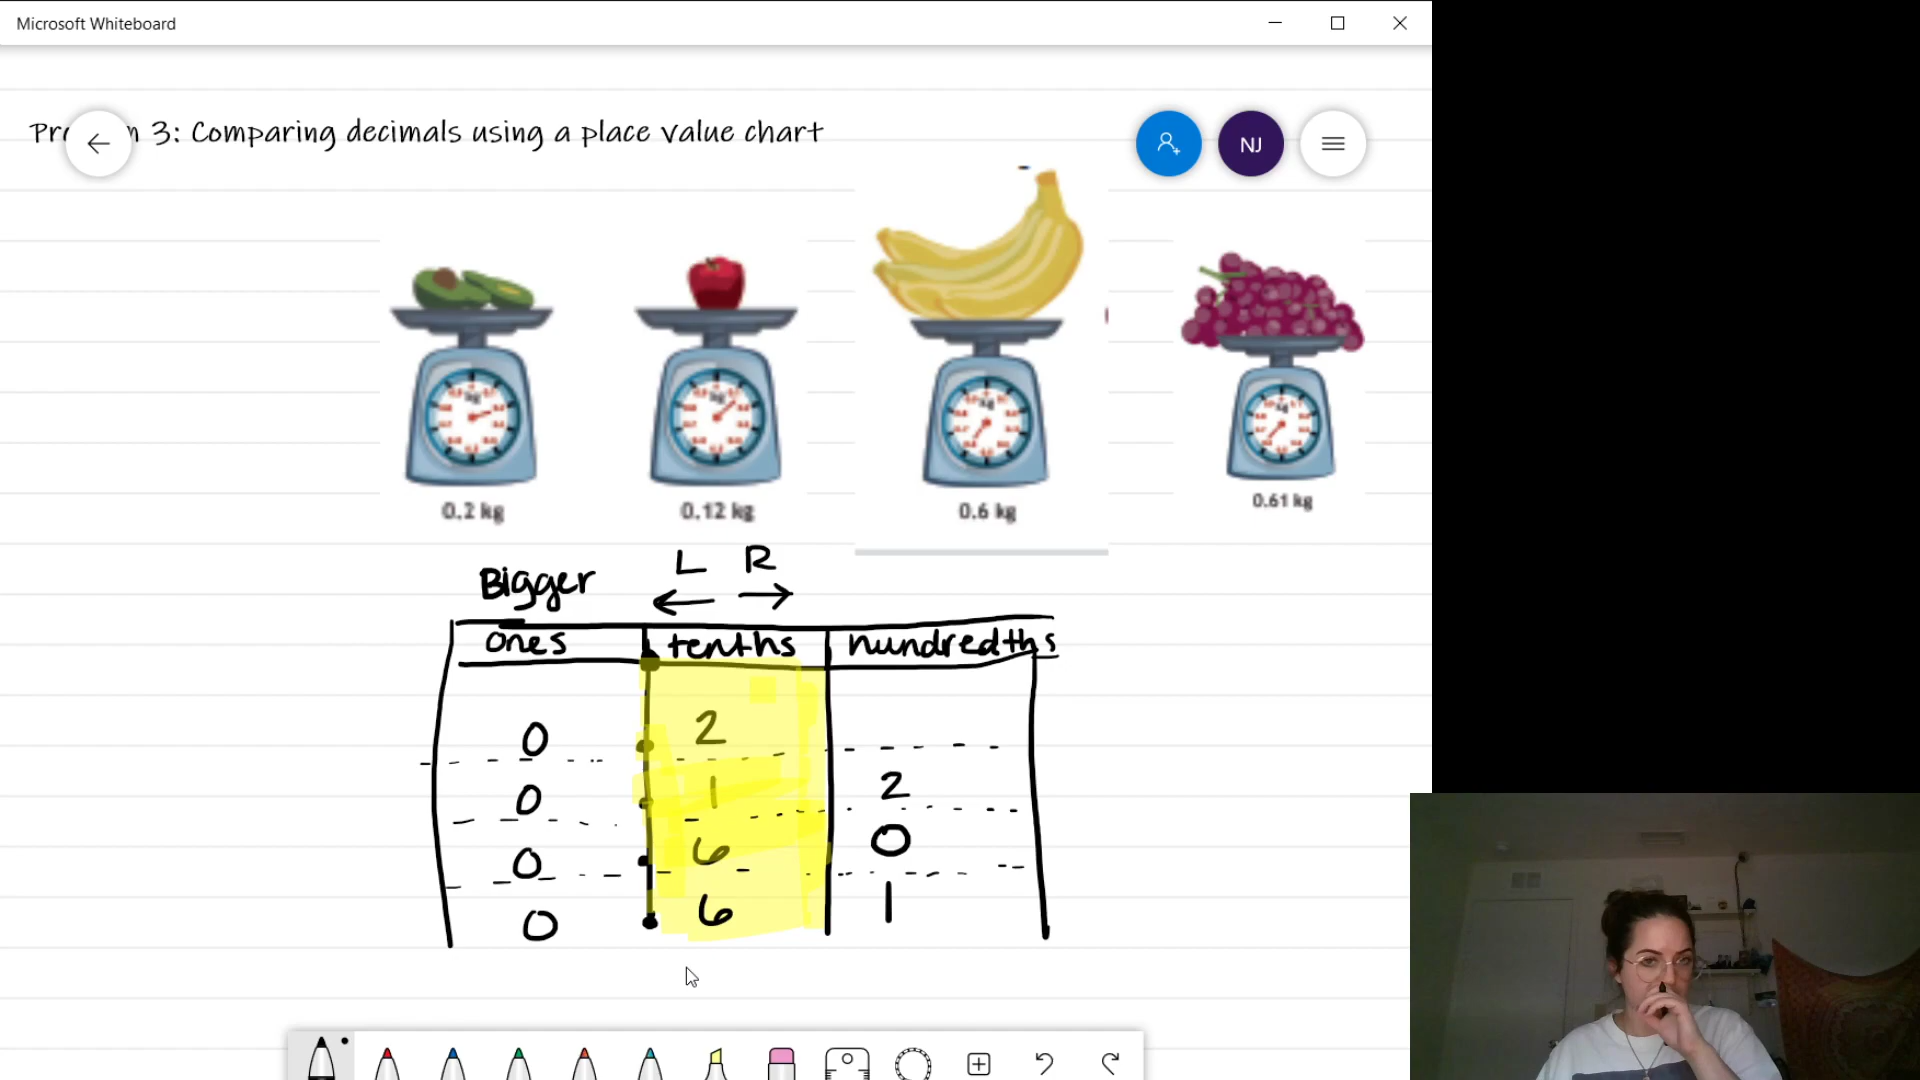 Microsoft Whiteboard
3: Comparing decimals using a place value chart
NJ
0.2 kg
0.12 kg
0.6 kg
0.61 kg
Bigger
L R
ones tenths hundredths
0 2
0 1 2
0 6 0
0 6 1